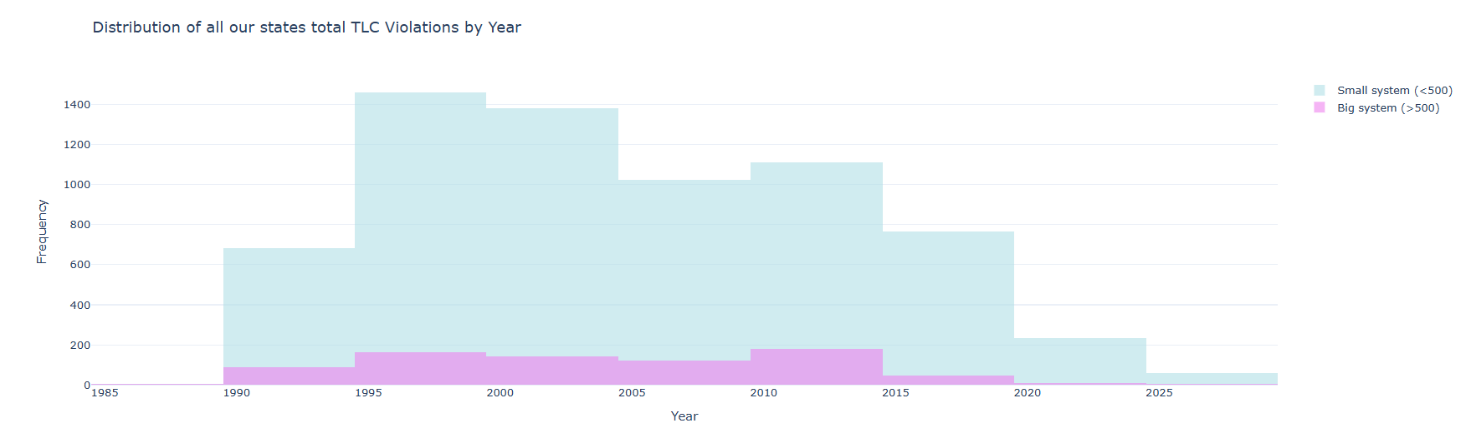 Distribution of all our states total TLC Violations by Year
Small system (<500)
Big system (>500)
1400
1200
1000
800
600
400
200
0
Frequency
1985 1990 1995 2000 2005 2010 2015 2020 2025
Year